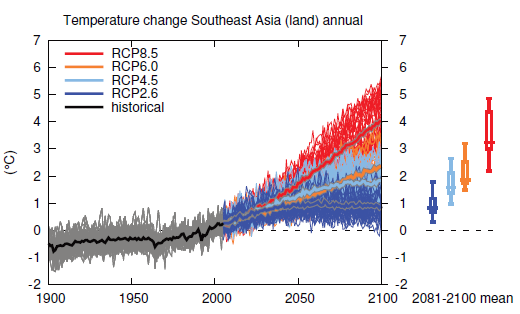 Temperature change Southeast Asia (land) annual
7
6
5
4
3
2
1
0
-1
-2
(°C)
RCP8.5
RCP6.0
RCP4.5
RCP2.6
historical
7
6
5
4
3
2
1
0
-1
-2
1900 1950 2000 2050 2100 2081-2100 mean